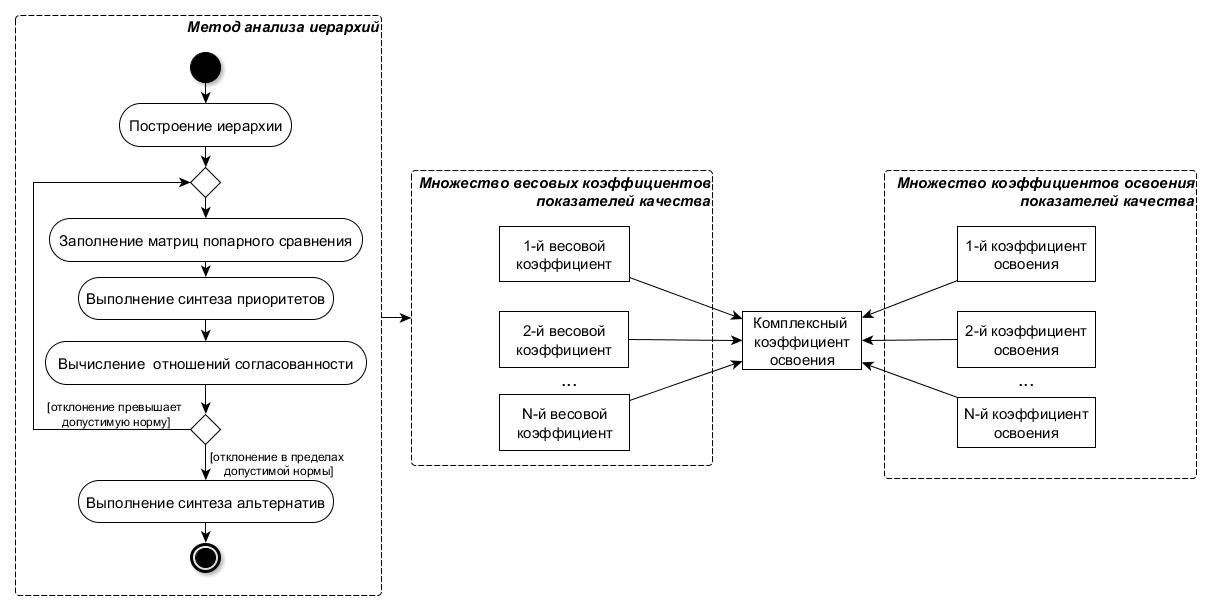 Метод анализа иерархий
Построение иерархии
Заполнение матриц попарного сравнения
Выполнение синтеза приоритетов
Вычисление отношений согласованности
[отклонение превышает
допустимую норму]
[отклонение в пределах
допустимой нормы]
Выполнение синтеза альтернатив
Множество весовых коэффициентов
показателей качества
1-й весовой
коэффициент
2-й весовой
коэффициент
...
N-й весовой
коэффициент
Комплексный
коэффициент
освоения
Множество коэффициентов освоения
показателей качества
1-й коэффициент
освоения
2-й коэффициент
освоения
...
N-й коэффициент
освоения